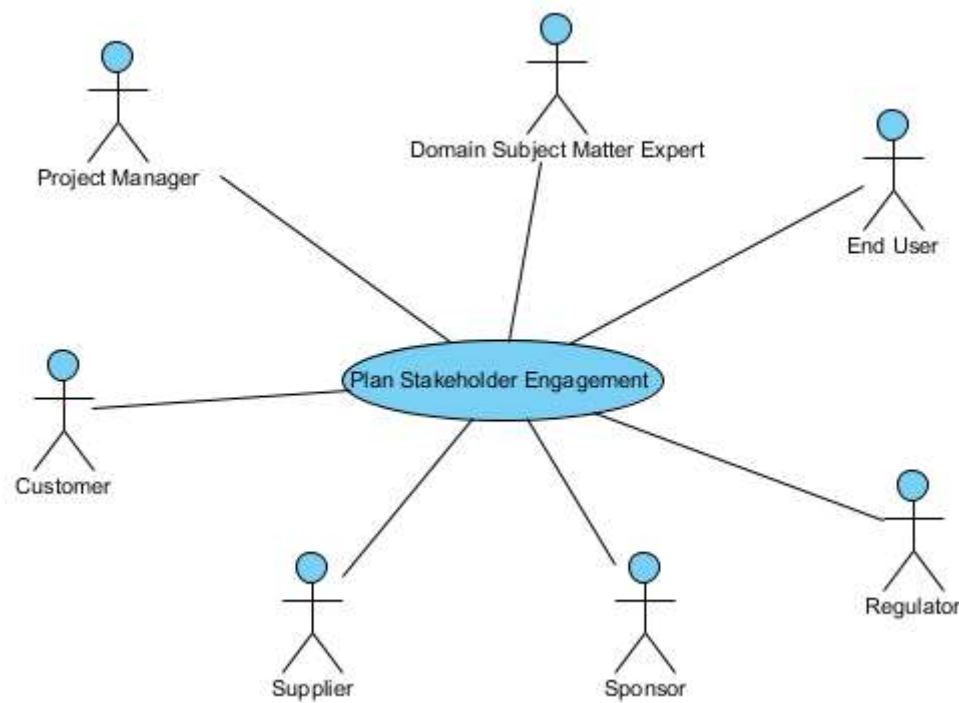 Domain Subject Matter Expert
Project Manager
End User
Plan Stakeholder Engagement
Customer
Regulator
Supplier
Sponsor